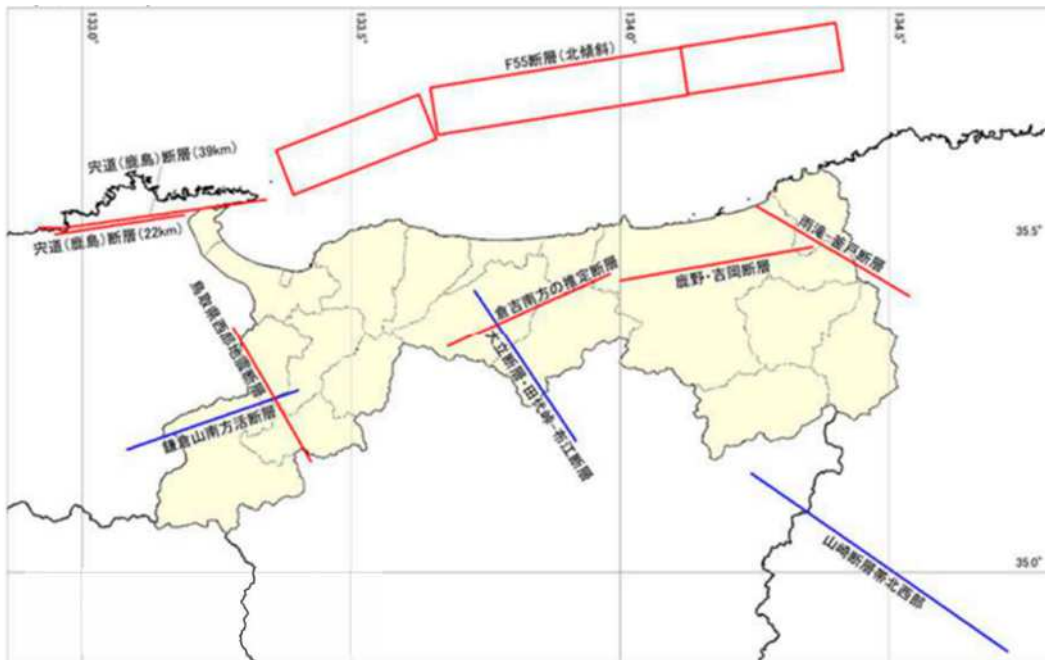 133.0°
133.5°
134.0°
134.5°
F55断層(北傾斜)
宍道(鹿島)断層(39km)
宍道(鹿島)断層(22km)
35.5°
雨滝-釜戸断層
鹿野・吉岡断層
倉吉南方の推定断層
鳥取県西部地震断層
大立断層・田代峠-布江断層
鎌倉山南方活断層
35.0°
山崎断層帯北西部